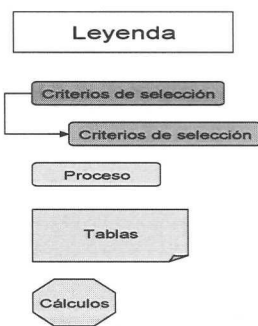 Leyenda
Criterios de selección
Criterios de selección
Proceso
Tablas
Cálculos